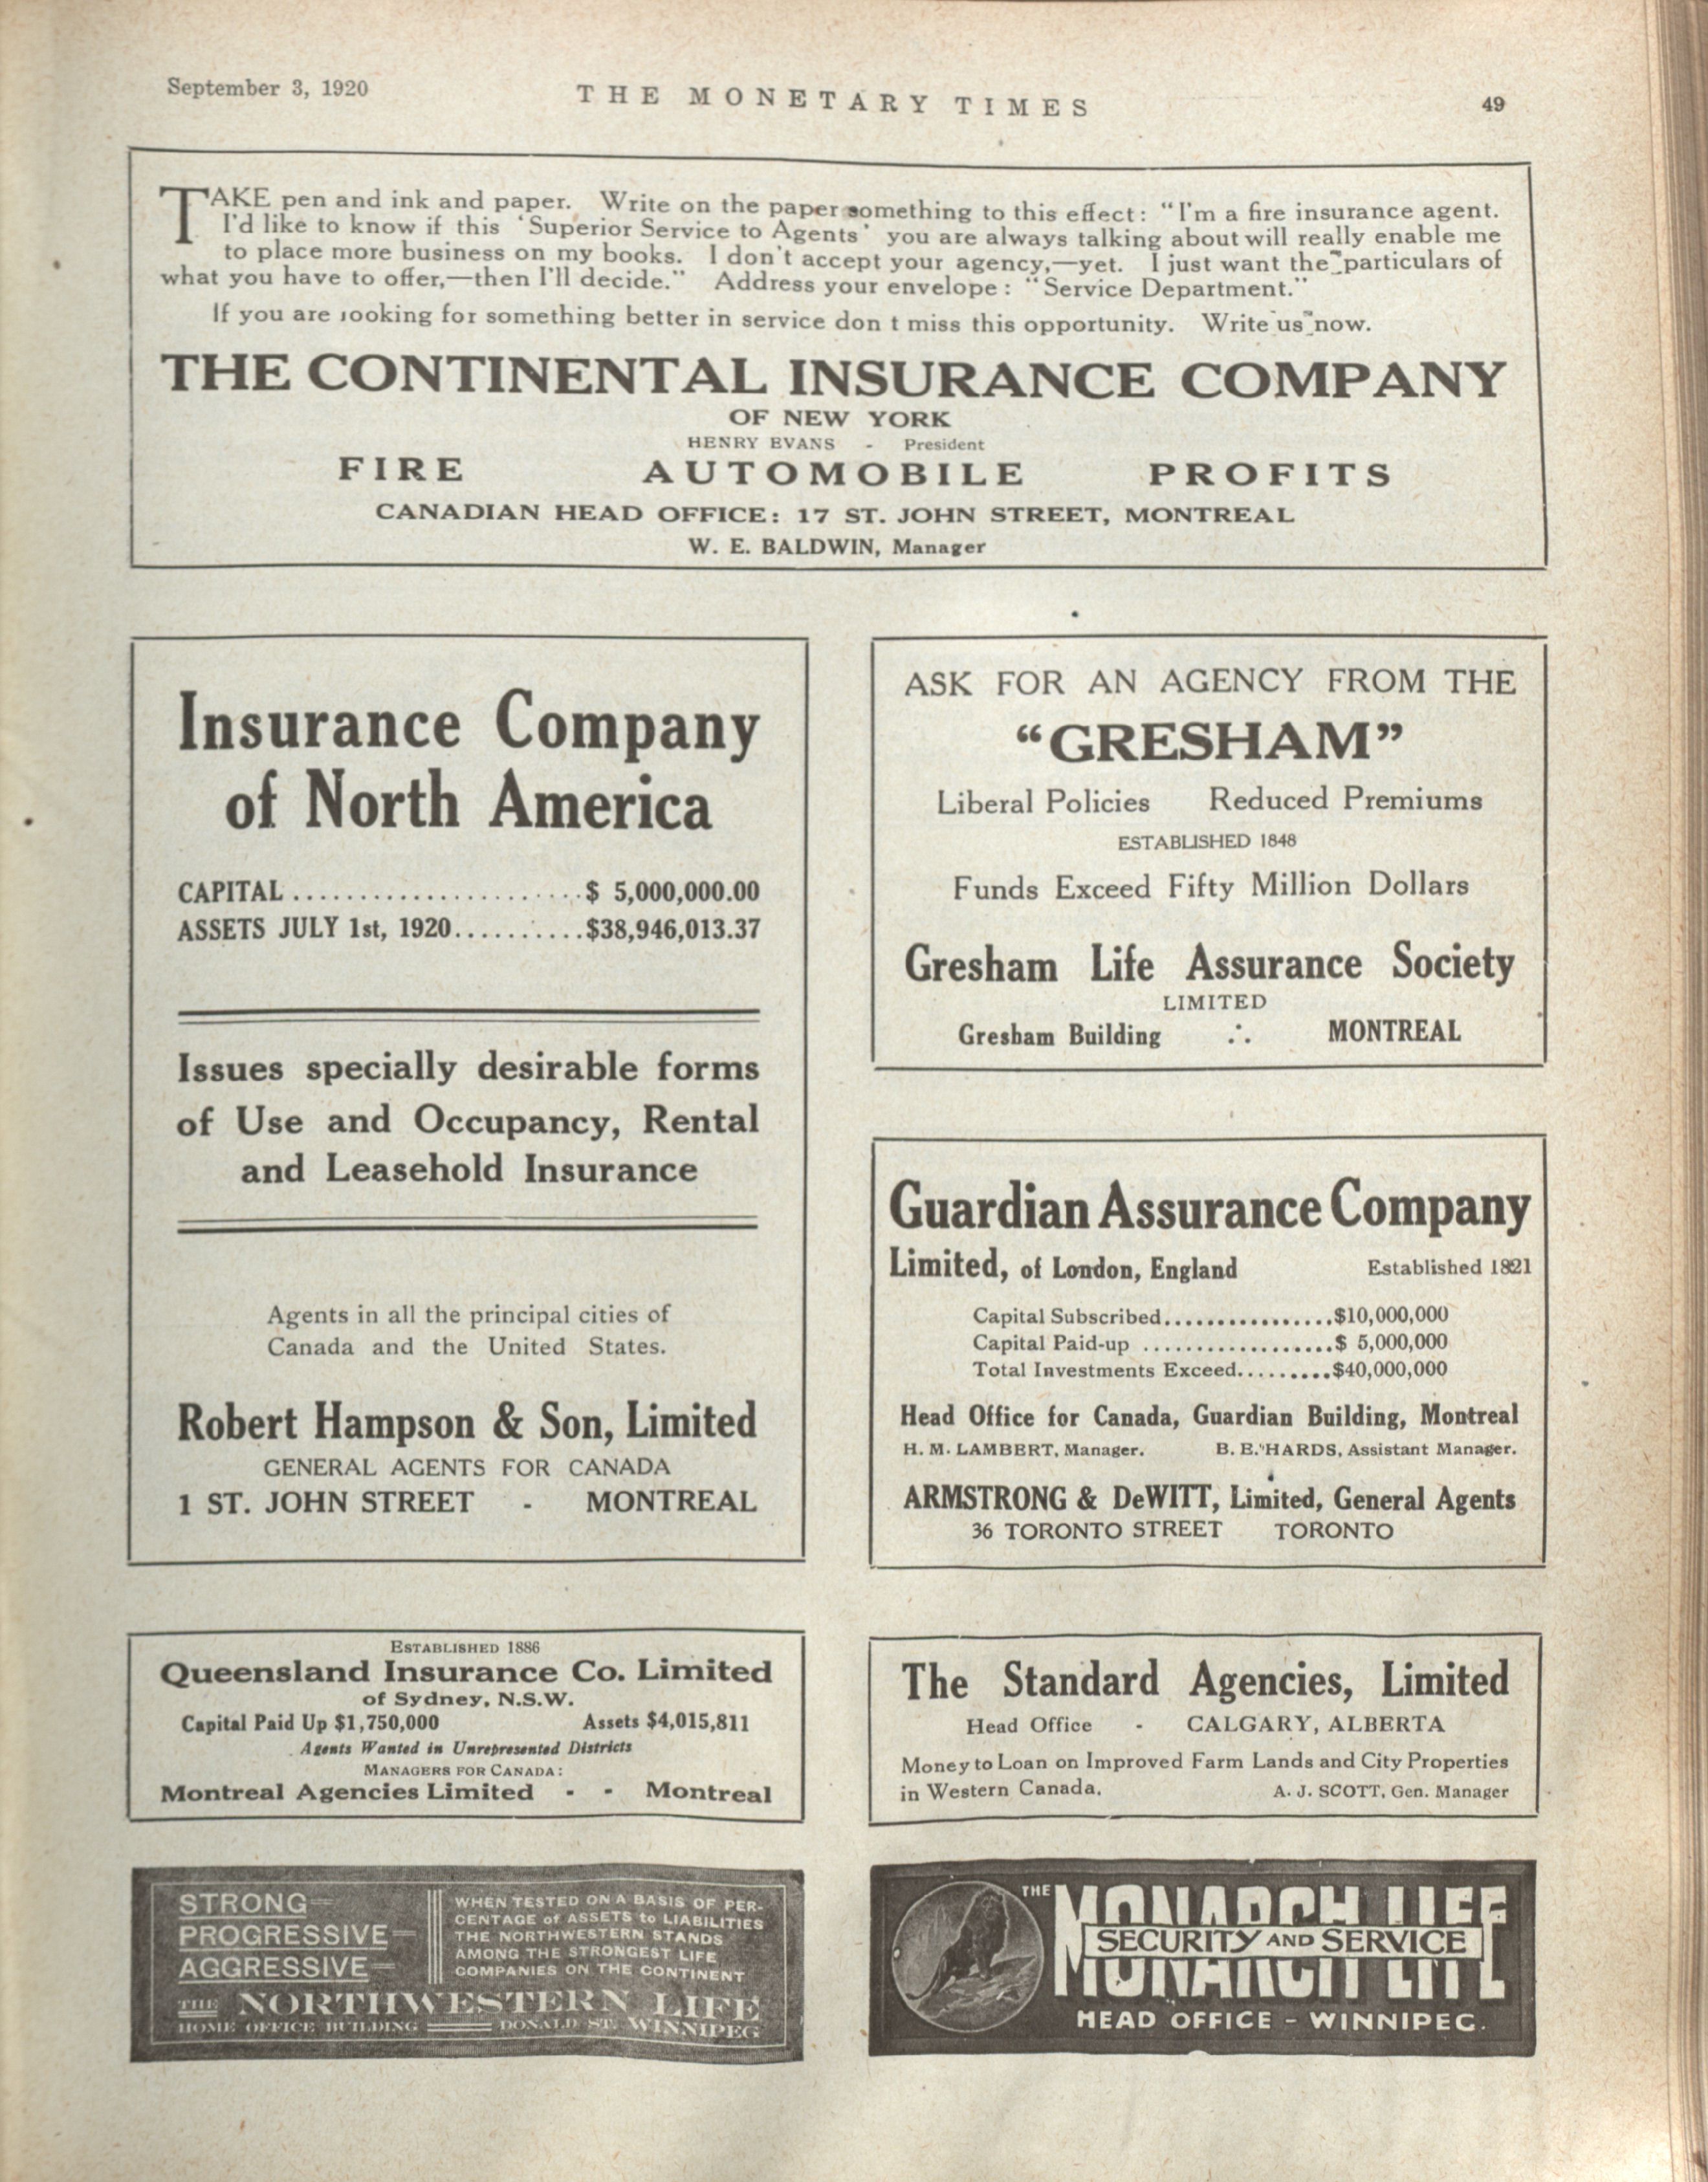 September 3, 1920
THE MONETARY TIMES
49
TAKE pen and ink and paper. Write on the paper something to this effect: "I'm a fire insurance agent.
I'd like to know if this 'Superior Service to Agents' you are always talking about will really enable me
to place more business on my books. I don't accept your agency,—yet. I just want the particulars of
what you have to offer,—then I'll decide." Address your envelope: "Service Department."
If you are looking for something better in service don t miss this opportunity. Write us now.
THE CONTINENTAL INSURANCE COMPANY
OF NEW YORK
HENRY EVANS - President
FIRE AUTOMOBILE PROFITS
CANADIAN HEAD OFFICE: 17 ST. JOHN STREET, MONTREAL
W. E. BALDWIN, Manager
Insurance Company
of North America
CAPITAL ........................$ 5,000,000.00
ASSETS JULY 1st, 1920..........$38,946,013.37
Issues specially desirable forms
of Use and Occupancy, Rental
and Leasehold Insurance
Agents in all the principal cities of
Canada and the United States.
Robert Hampson & Son, Limited
GENERAL AGENTS FOR CANADA
1 ST. JOHN STREET - MONTREAL
ASK FOR AN AGENCY FROM THE
"GRESHAM"
Liberal Policies Reduced Premiums
ESTABLISHED 1848
Funds Exceed Fifty Million Dollars
Gresham Life Assurance Society
LIMITED
Gresham Building ∴ MONTREAL
Guardian Assurance Company
Limited, of London, England Established 1821
Capital Subscribed................$10,000,000
Capital Paid-up ..................$ 5,000,000
Total Investments Exceed.........$40,000,000
Head Office for Canada, Guardian Building, Montreal
H. M. LAMBERT, Manager. B. E. HARDS, Assistant Manager.
ARMSTRONG & DeWITT, Limited, General Agents
36 TORONTO STREET TORONTO
ESTABLISHED 1886
Queensland Insurance Co. Limited
of Sydney, N.S.W.
Capital Paid Up $1,750,000 Assets $4,015,811
Agents Wanted in Unrepresented Districts
MANAGERS FOR CANADA:
Montreal Agencies Limited - - Montreal
The Standard Agencies, Limited
Head Office - CALGARY, ALBERTA
Money to Loan on Improved Farm Lands and City Properties
in Western Canada. A. J. SCOTT, Gen. Manager
STRONG
PROGRESSIVE
AGGRESSIVE
WHEN TESTED ON A BASIS OF PER-
CENTAGE of ASSETS to LIABILITIES
THE NORTHWESTERN STANDS
AMONG THE STRONGEST LIFE
COMPANIES ON THE CONTINENT
THE NORTHWESTERN LIFE
HOME OFFICE BUILDING DONALD ST. WINNIPEG
THE MONARCH LIFE
SECURITY AND SERVICE
MONARCH LIFE
HEAD OFFICE - WINNIPEG.